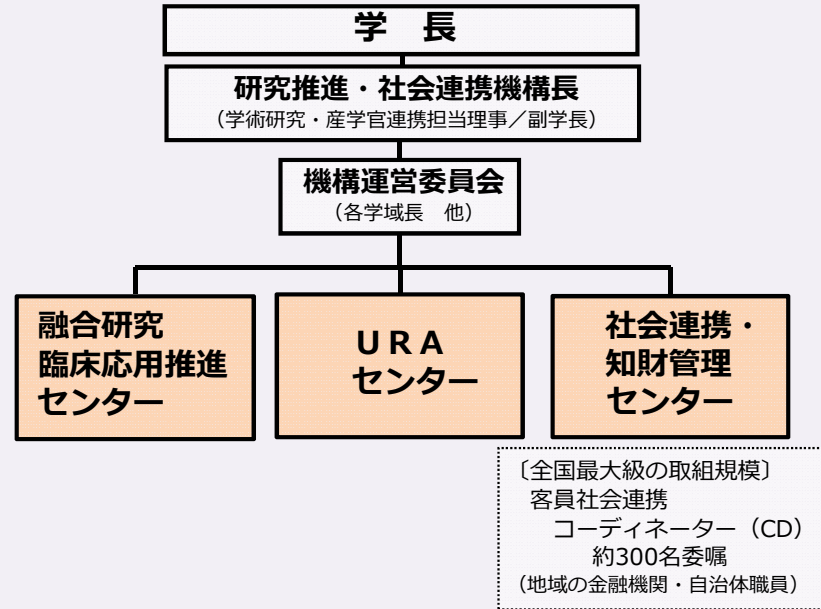 学　長
研究推進・社会連携機構長
（学術研究・産学官連携担当理事／副学長）
機構運営委員会
（各学域長　他）
融合研究
臨床応用推進
センター
ＵＲＡ
センター
社会連携・
知財管理
センター
〔全国最大級の取組規模〕
客員社会連携
コーディネーター（CD）
約300名委嘱
（地域の金融機関・自治体職員）